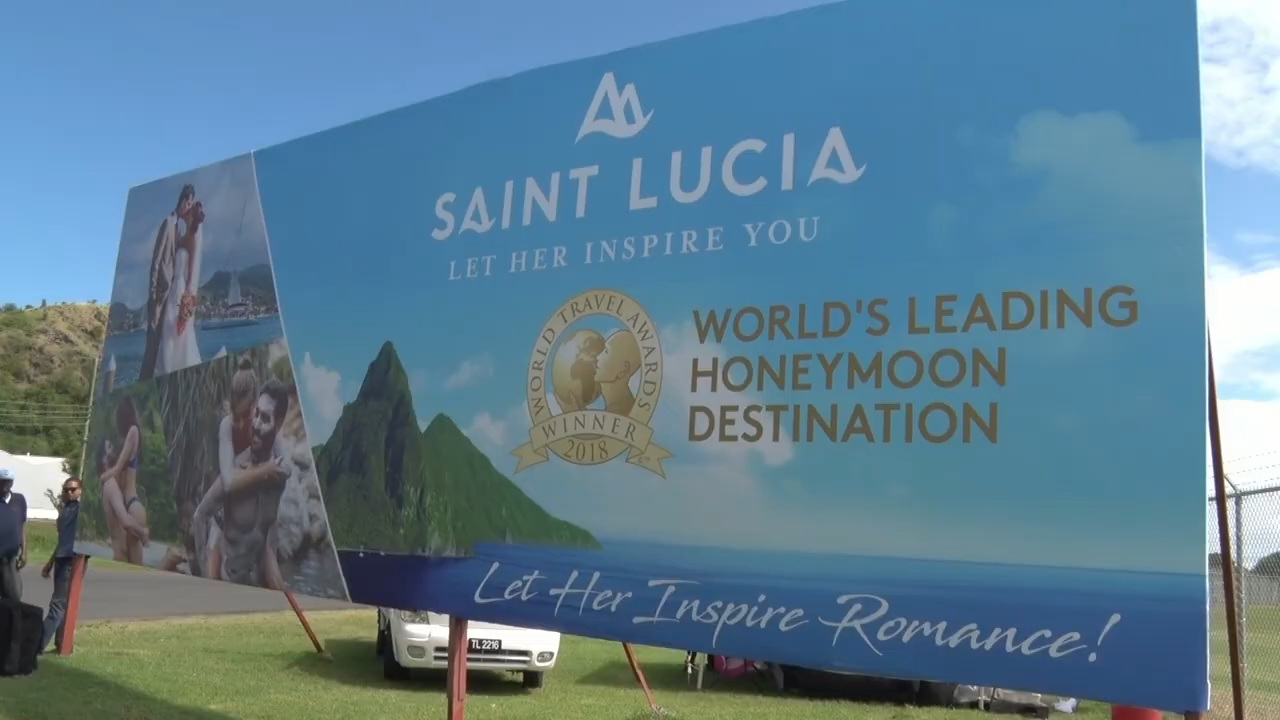 SAINT LUCIA
LET HER INSPIRE YOU
WORLD TRAVEL AWARDS
WINNER
2018
WORLD'S LEADING
HONEYMOON
DESTINATION
Let Her Inspire Romance!
TL 2216